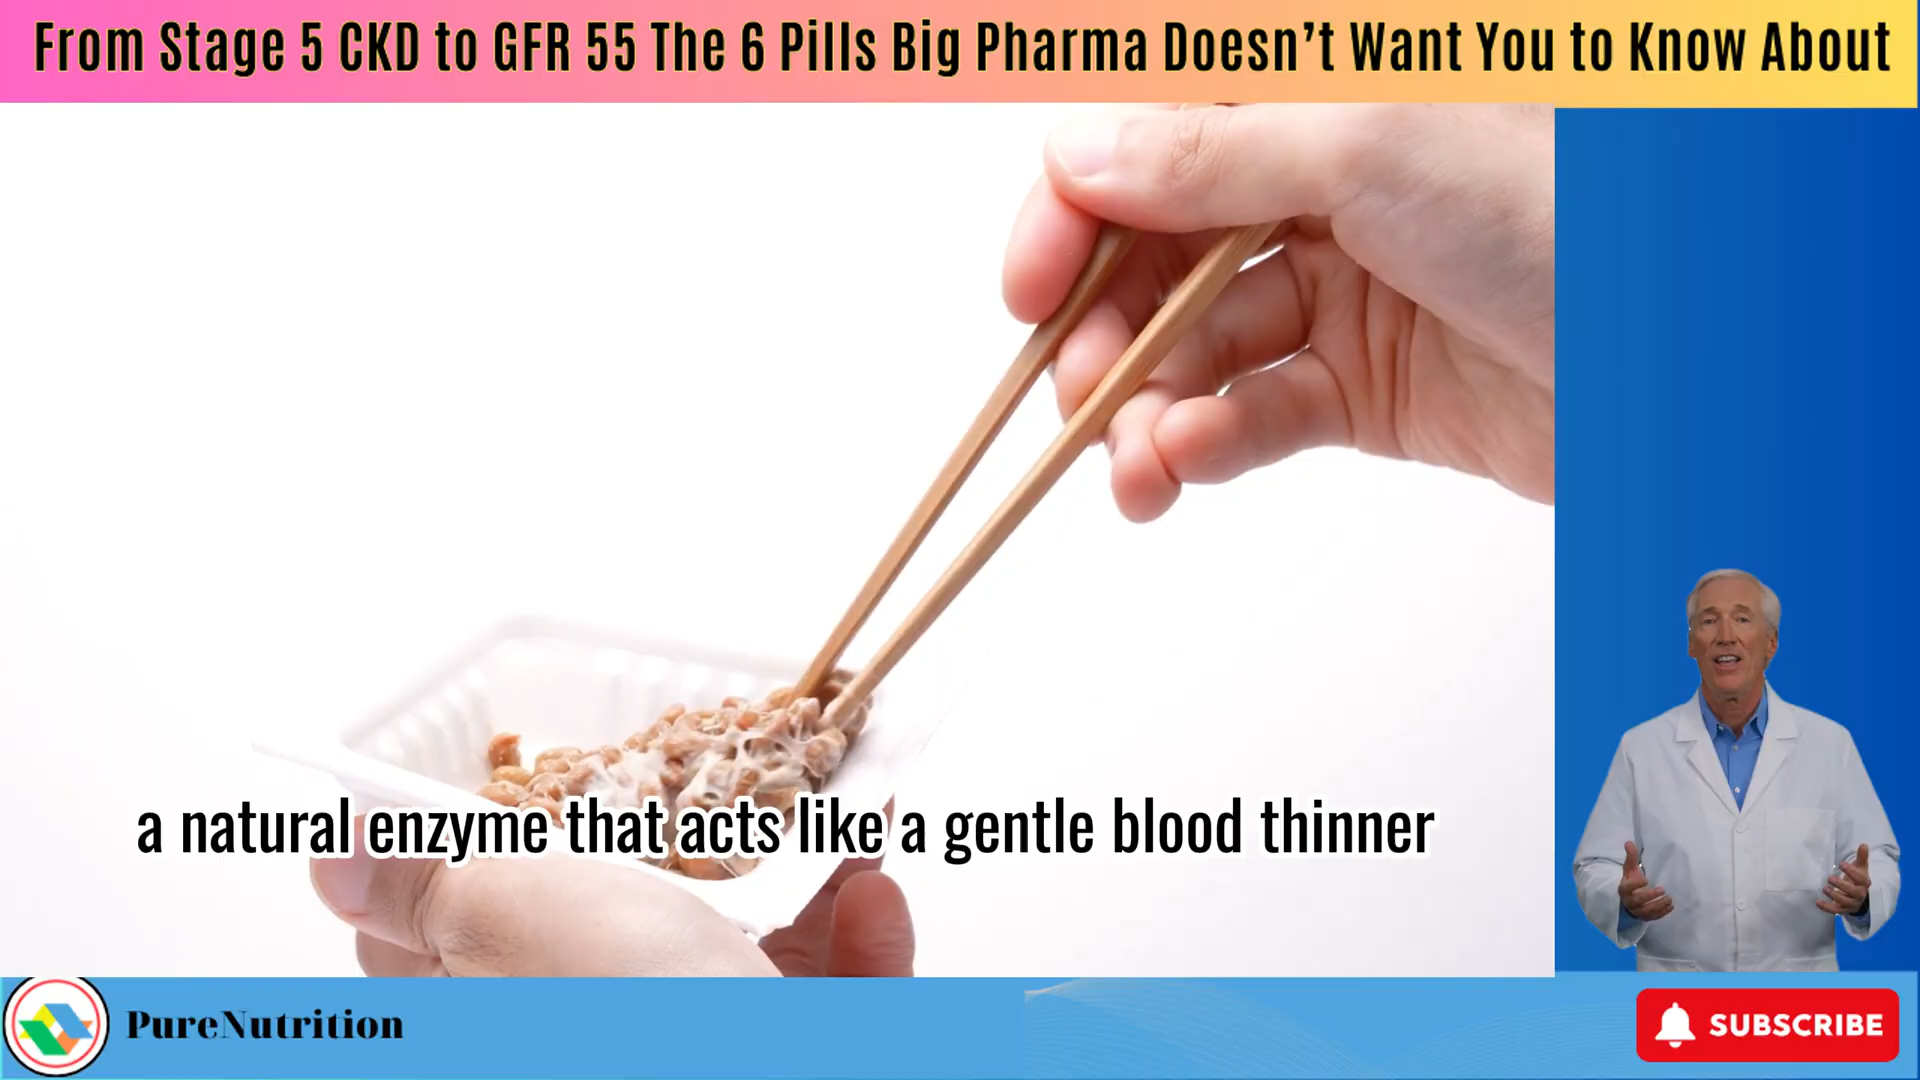 From Stage 5 CKD to GFR 55 The 6 Pills Big Pharma Doesn’t Want You to Know About
a natural enzyme that acts like a gentle blood thinner
PureNutrition
SUBSCRIBE